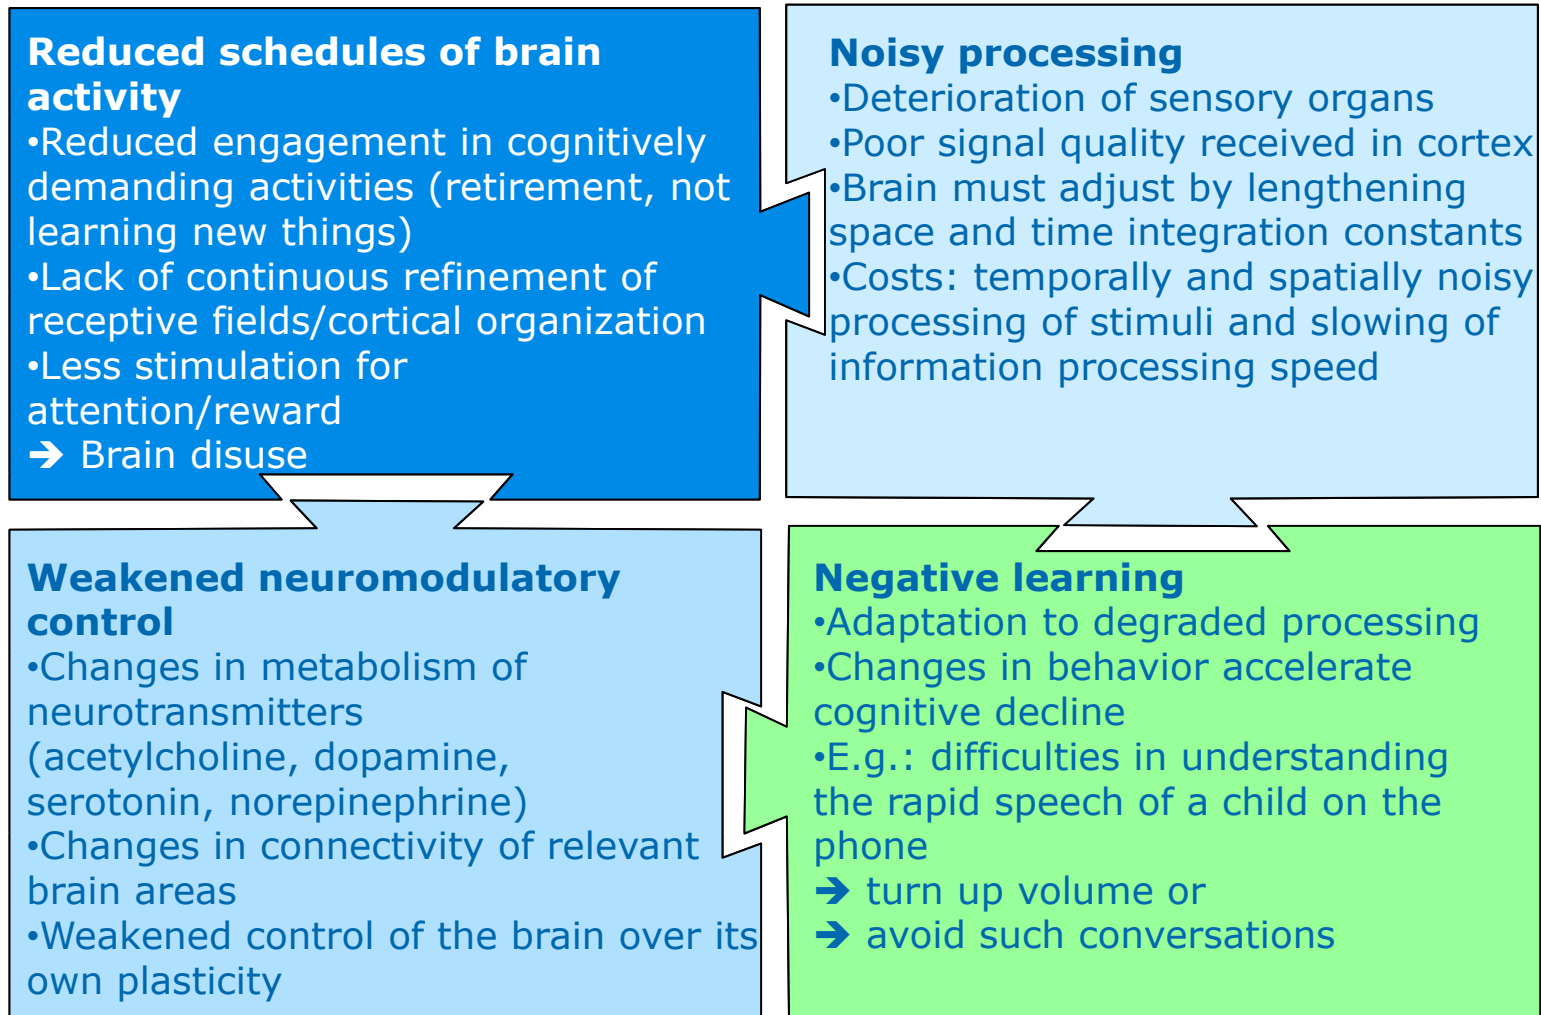 Reduced schedules of brain
activity
•Reduced engagement in cognitively
demanding activities (retirement, not
learning new things)
•Lack of continuous refinement of
receptive fields/cortical organization
•Less stimulation for
attention/reward
➔ Brain disuse
Noisy processing
•Deterioration of sensory organs
•Poor signal quality received in cortex
•Brain must adjust by lengthening
space and time integration constants
•Costs: temporally and spatially noisy
processing of stimuli and slowing of
information processing speed
Weakened neuromodulatory
control
•Changes in metabolism of
neurotransmitters
(acetylcholine, dopamine,
serotonin, norepinephrine)
•Changes in connectivity of relevant
brain areas
•Weakened control of the brain over its
own plasticity
Negative learning
•Adaptation to degraded processing
•Changes in behavior accelerate
cognitive decline
•E.g.: difficulties in understanding
the rapid speech of a child on the
phone
➔ turn up volume or
➔ avoid such conversations